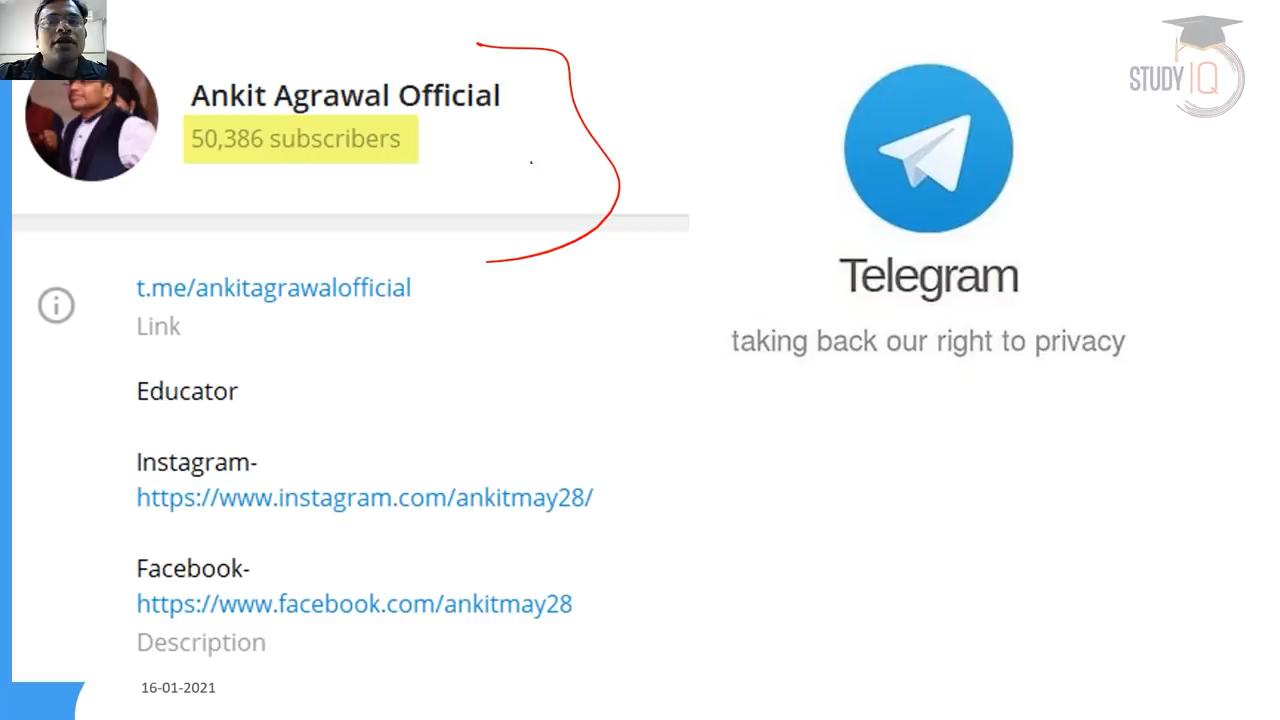 Ankit Agrawal Official
50,386 subscribers
t.me/ankitagrawalofficial
Link
Educator
Instagram-
https://www.instagram.com/ankitmay28/
Facebook-
https://www.facebook.com/ankitmay28
Description
16-01-2021
STUDY IQ
Telegram
taking back our right to privacy